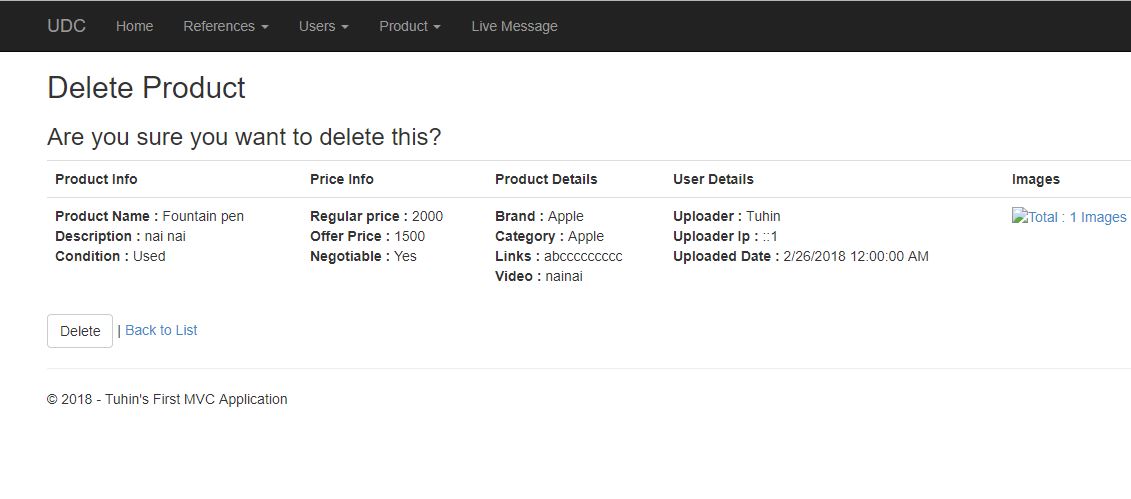 UDC Home References Users Product Live Message
Delete Product
Are you sure you want to delete this?
Product Info Price Info Product Details User Details Images
Product Name : Fountain pen Regular price : 2000 Brand : Apple Uploader : Tuhin Total : 1 Images
Description : nai nai Offer Price : 1500 Category : Apple Uploader Ip : ::1
Condition : Used Negotiable : Yes Links : abccccccccc Uploaded Date : 2/26/2018 12:00:00 AM
Video : nainai
Delete | Back to List
© 2018 - Tuhin's First MVC Application